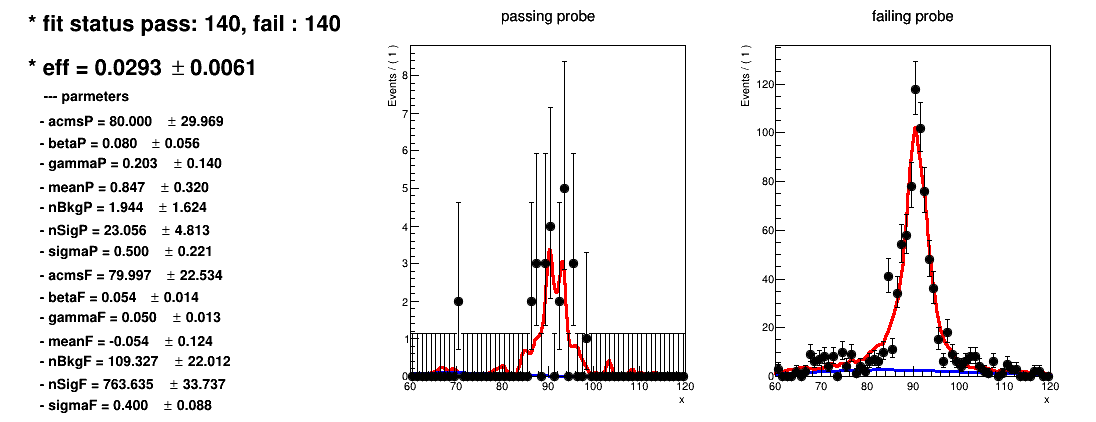 * fit status pass: 140, fail : 140
* eff = 0.0293 ± 0.0061
--- parmeters
- acmsP = 80.000 ± 29.969
- betaP = 0.080 ± 0.056
- gammaP = 0.203 ± 0.140
- meanP = 0.847 ± 0.320
- nBkgP = 1.944 ± 1.624
- nSigP = 23.056 ± 4.813
- sigmaP = 0.500 ± 0.221
- acmsF = 79.997 ± 22.534
- betaF = 0.054 ± 0.014
- gammaF = 0.050 ± 0.013
- meanF = -0.054 ± 0.124
- nBkgF = 109.327 ± 22.012
- nSigF = 763.635 ± 33.737
- sigmaF = 0.400 ± 0.088
passing probe
Events / ( 1 )
8
7
6
5
4
3
2
1
0
60 70 80 90 100 110 120
x
failing probe
Events / ( 1 )
120
100
80
60
40
20
0
60 70 80 90 100 110 120
x